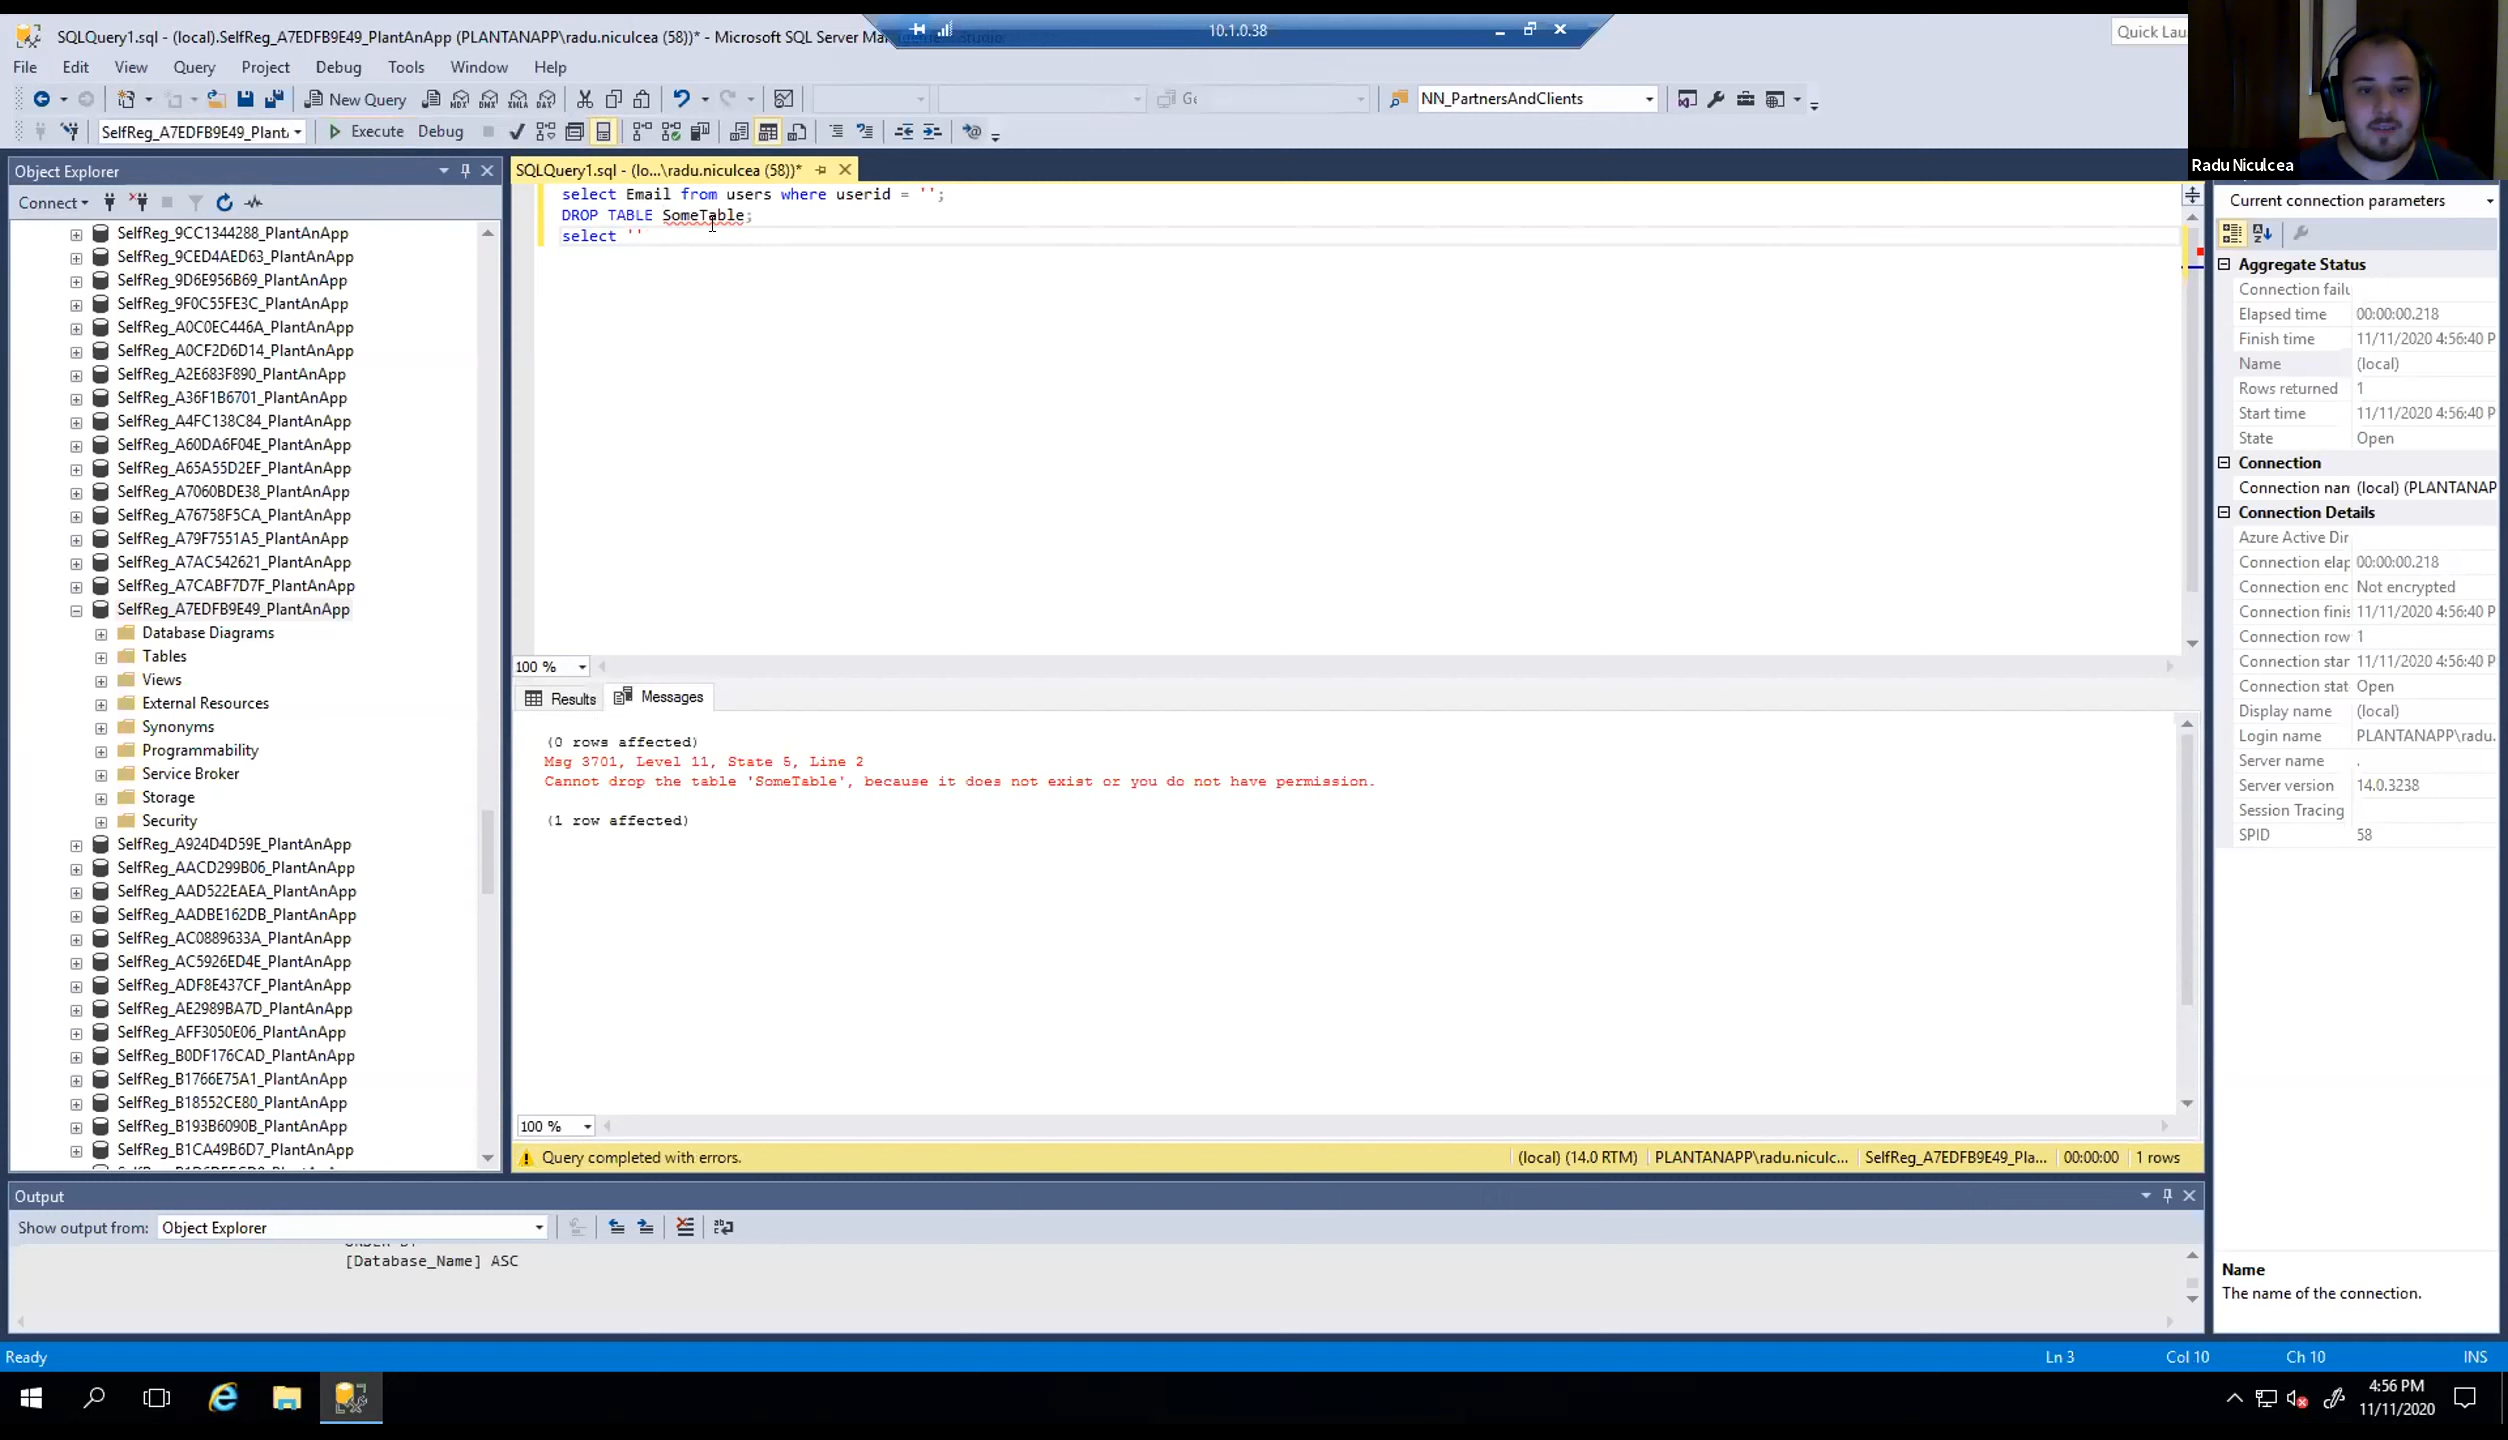 SQLQuery1.sql - (local).SelfReg_A7EDFB9E49_PlantAnApp (PLANTANAPP\radu.niculcea (58))* - Microsoft SQL Server Ma
10.1.0.38
Quick Lau
File Edit View Query Project Debug Tools Window Help
New Query
NN_PartnersAndClients
SelfReg_A7EDFB9E49_Plant
Execute Debug
Radu Niculcea
Object Explorer
Connect
SelfReg_9CC1344288_PlantAnApp
SelfReg_9CED4AED63_PlantAnApp
SelfReg_9D6E956B69_PlantAnApp
SelfReg_9F0C55FE3C_PlantAnApp
SelfReg_A0C0EC446A_PlantAnApp
SelfReg_A0CF2D6D14_PlantAnApp
SelfReg_A2E683F890_PlantAnApp
SelfReg_A36F1B6701_PlantAnApp
SelfReg_A4FC138C84_PlantAnApp
SelfReg_A60DA6F04E_PlantAnApp
SelfReg_A65A55D2EF_PlantAnApp
SelfReg_A7060BDE38_PlantAnApp
SelfReg_A76758F5CA_PlantAnApp
SelfReg_A79F7551A5_PlantAnApp
SelfReg_A7AC542621_PlantAnApp
SelfReg_A7CABF7D7F_PlantAnApp
SelfReg_A7EDFB9E49_PlantAnApp
Database Diagrams
Tables
Views
External Resources
Synonyms
Programmability
Service Broker
Storage
Security
SelfReg_A924D4D59E_PlantAnApp
SelfReg_AACD299B06_PlantAnApp
SelfReg_AAD522EAEA_PlantAnApp
SelfReg_AADBE162DB_PlantAnApp
SelfReg_AC0889633A_PlantAnApp
SelfReg_AC5926ED4E_PlantAnApp
SelfReg_ADF8E437CF_PlantAnApp
SelfReg_AE2989BA7D_PlantAnApp
SelfReg_AFF3050E06_PlantAnApp
SelfReg_B0DF176CAD_PlantAnApp
SelfReg_B1766E75A1_PlantAnApp
SelfReg_B18552CE80_PlantAnApp
SelfReg_B193B6090B_PlantAnApp
SelfReg_B1CA49B6D7_PlantAnApp
SQLQuery1.sql - (lo...\radu.niculcea (58))*
select Email from users where userid = '';
DROP TABLE SomeTable;
select ''
100 %
Results Messages
(0 rows affected)
Msg 3701, Level 11, State 5, Line 2
Cannot drop the table 'SomeTable', because it does not exist or you do not have permission.
(1 row affected)
100 %
Query completed with errors. (local) (14.0 RTM) PLANTANAPP\radu.niculc... SelfReg_A7EDFB9E49_Pla... 00:00:00 1 rows
Current connection parameters
Aggregate Status
Connection failu
Elapsed time 00:00:00.218
Finish time 11/11/2020 4:56:40 P
Name (local)
Rows returned 1
Start time 11/11/2020 4:56:40 P
State Open
Connection
Connection nam (local) (PLANTANAP
Connection Details
Azure Active Dir
Connection elap 00:00:00.218
Connection enc Not encrypted
Connection finis 11/11/2020 4:56:40 P
Connection row 1
Connection star 11/11/2020 4:56:40 P
Connection stat Open
Display name (local)
Login name PLANTANAPP\radu.
Server name .
Server version 14.0.3238
Session Tracing
SPID 58
Name
The name of the connection.
Output
Show output from: Object Explorer
[Database_Name] ASC
Ready Ln 3 Col 10 Ch 10 INS
4:56 PM
11/11/2020